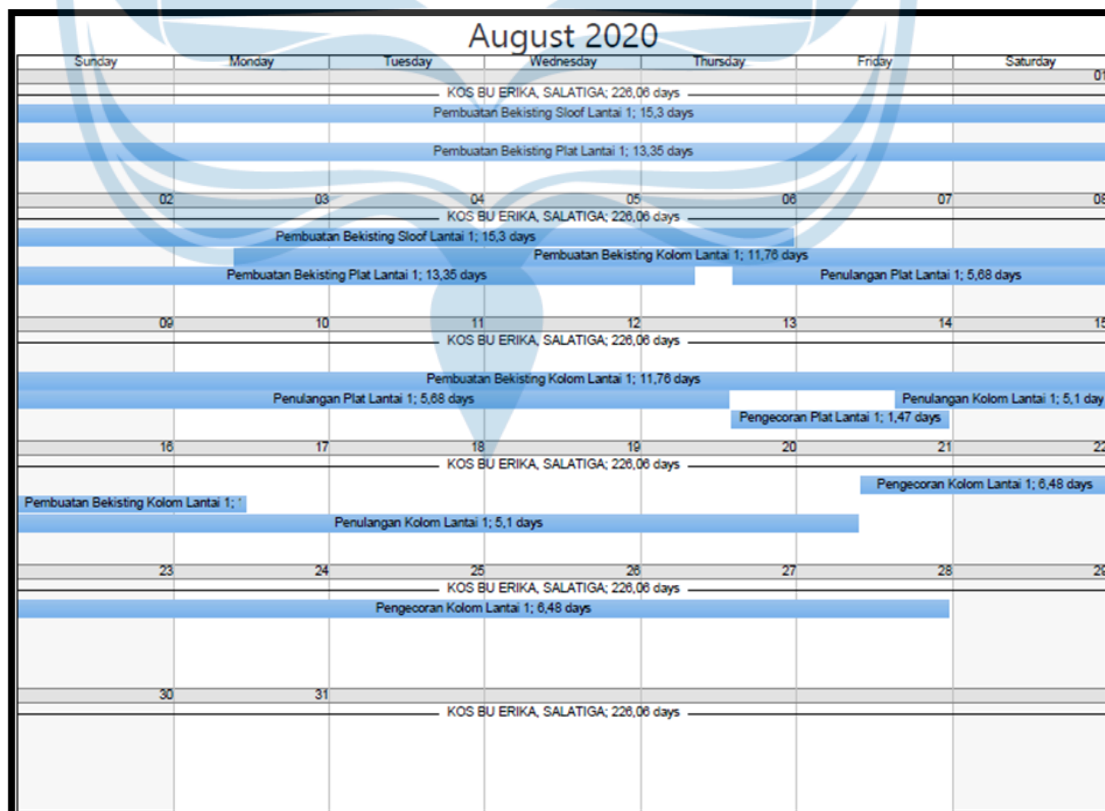 August 2020
Sunday Monday Tuesday Wednesday Thursday Friday Saturday
01
KOS BU ERIKA, SALATIGA; 226,06 days
Pembuatan Bekisting Sloof Lantai 1; 15,3 days
Pembuatan Bekisting Plat Lantai 1; 13,35 days
02 03 04 05 06 07 08
KOS BU ERIKA, SALATIGA; 226,06 days
Pembuatan Bekisting Sloof Lantai 1; 15,3 days
Pembuatan Bekisting Kolom Lantai 1; 11,76 days
Pembuatan Bekisting Plat Lantai 1; 13,35 days Penulangan Plat Lantai 1; 5,68 days
09 10 11 12 13 14 15
KOS BU ERIKA, SALATIGA; 226,06 days
Pembuatan Bekisting Kolom Lantai 1; 11,76 days
Penulangan Plat Lantai 1; 5,68 days Penulangan Kolom Lantai 1; 5,1 day
Pengecoran Plat Lantai 1; 1,47 days
16 17 18 19 20 21 22
KOS BU ERIKA, SALATIGA; 226,06 days
Pengecoran Kolom Lantai 1; 6,48 days
Pembuatan Bekisting Kolom Lantai 1;
Penulangan Kolom Lantai 1; 5,1 days
23 24 25 26 27 28 29
KOS BU ERIKA, SALATIGA; 226,06 days
Pengecoran Kolom Lantai 1; 6,48 days
30 31
KOS BU ERIKA, SALATIGA; 226,06 days